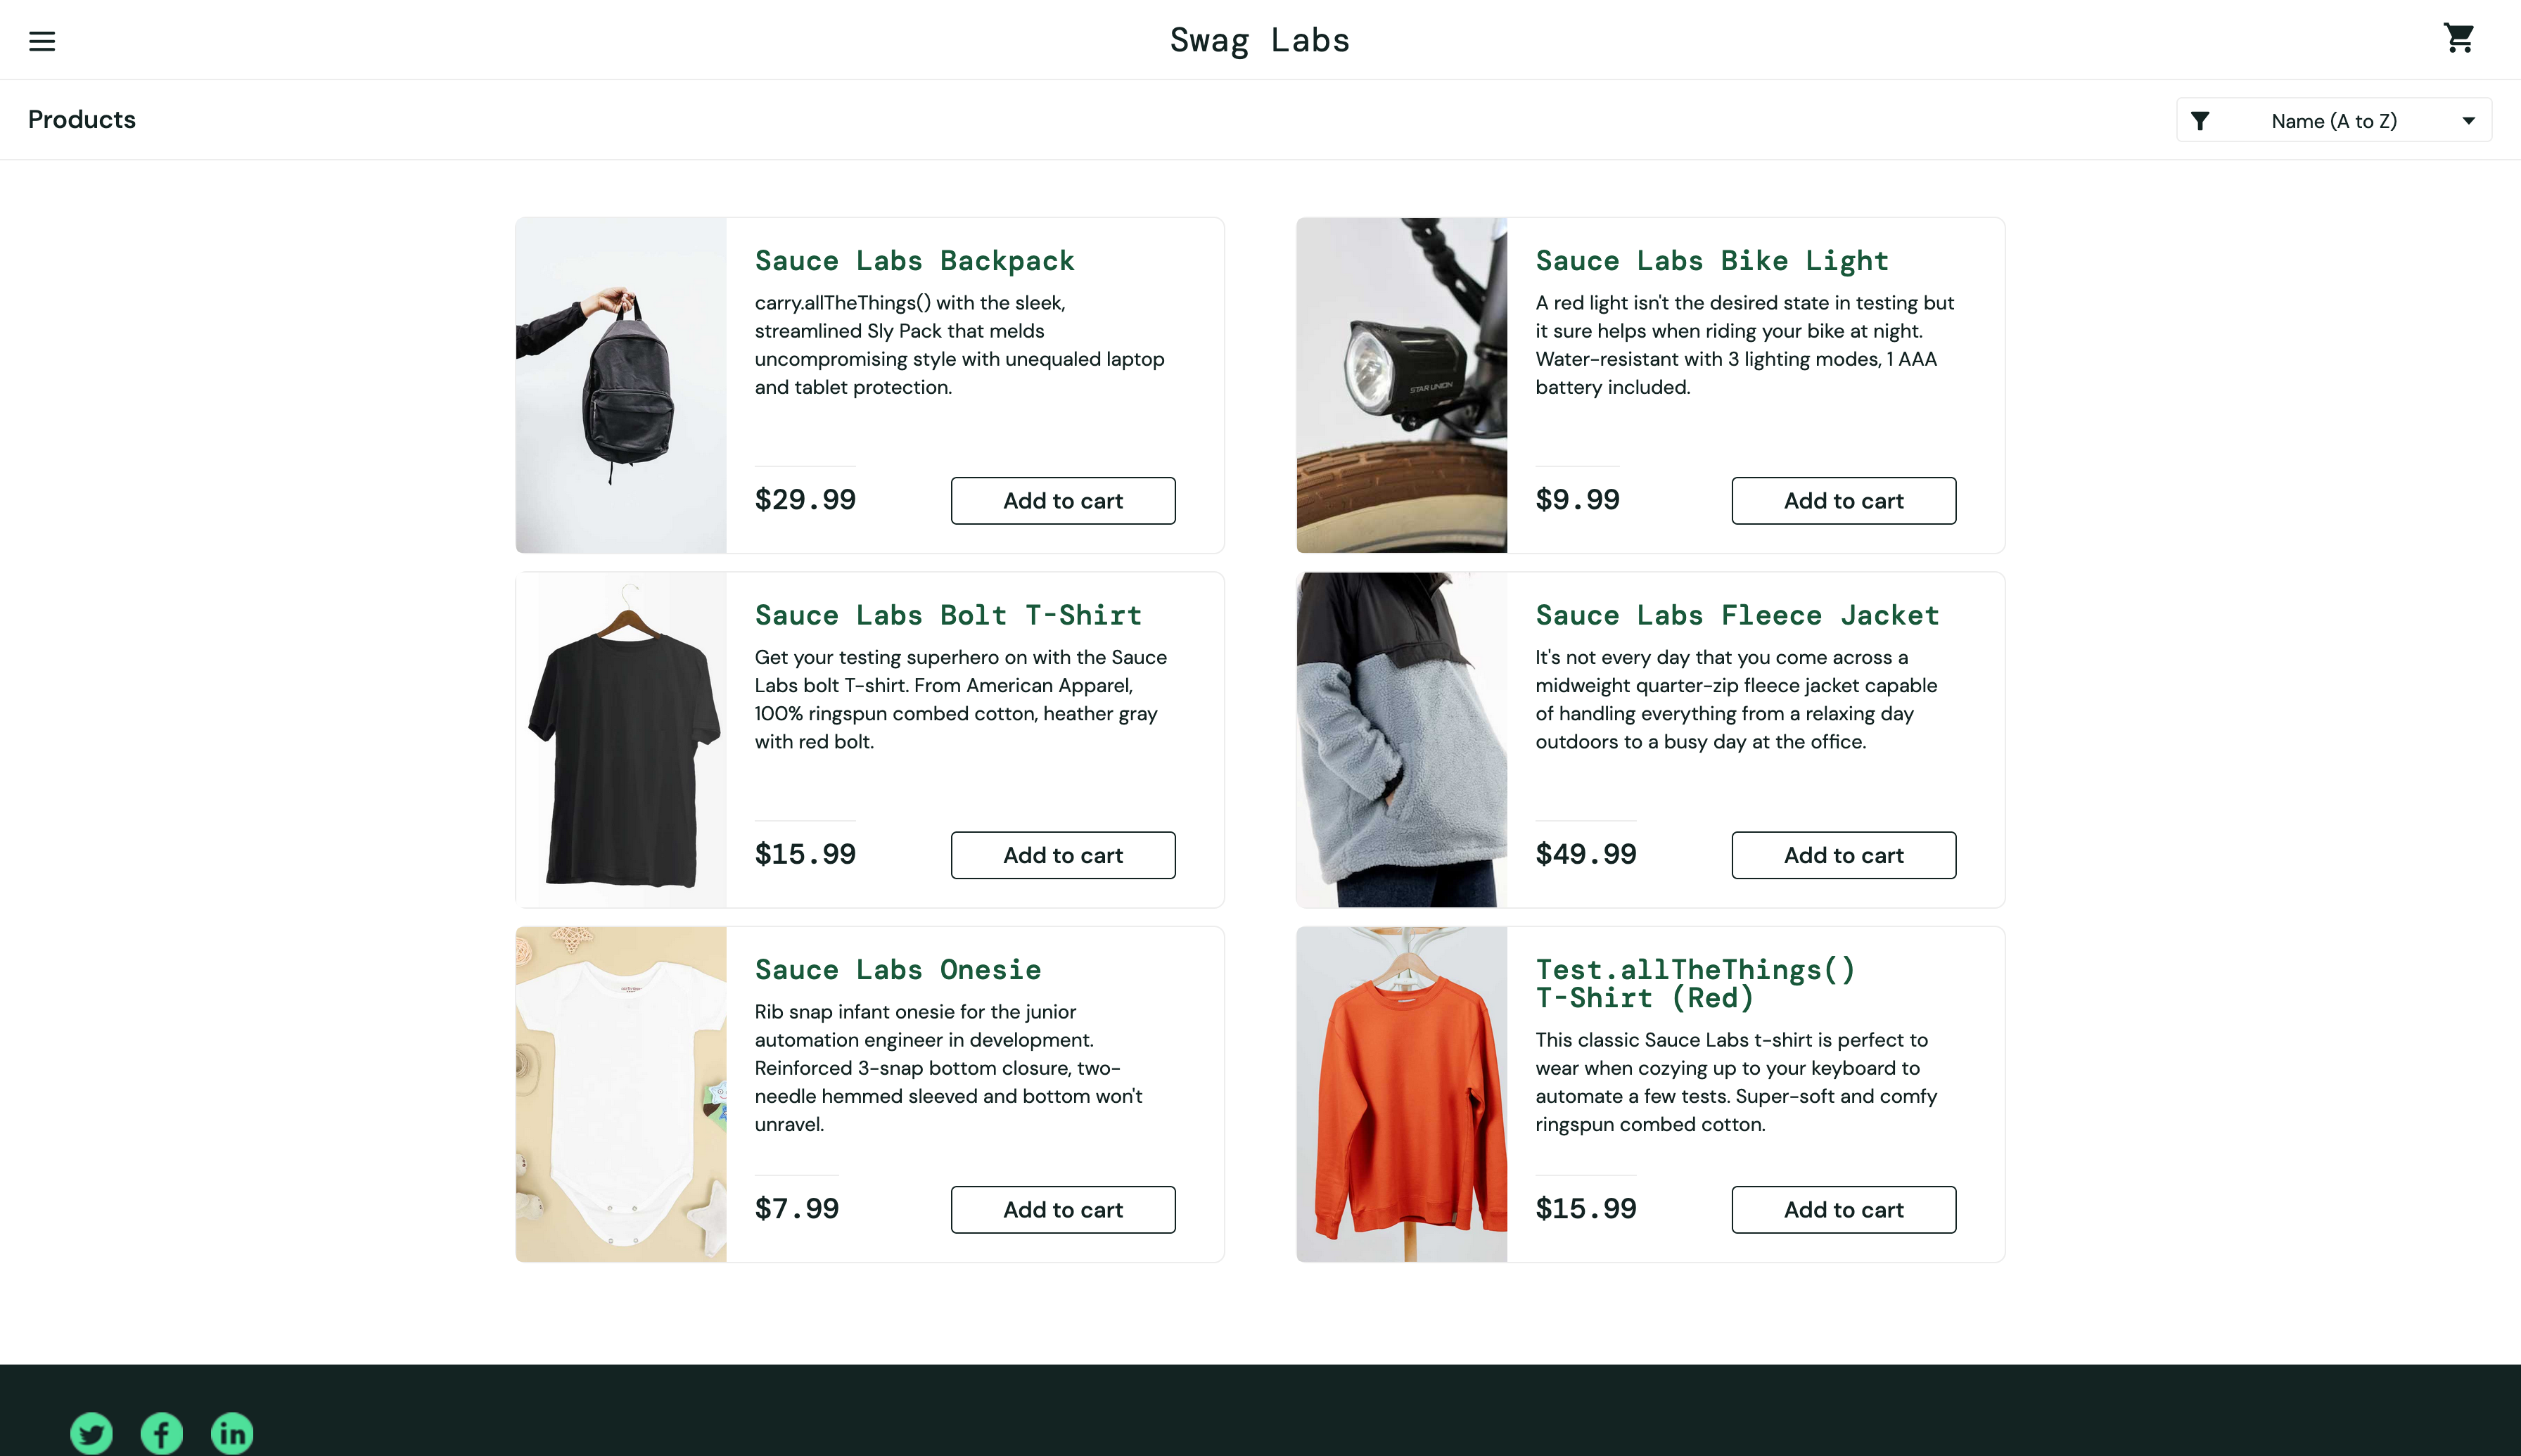 Swag Labs
Products
Name (A to Z)
Sauce Labs Backpack
carry.allTheThings() with the sleek,
streamlined Sly Pack that melds
uncompromising style with unequaled laptop
and tablet protection.
$29.99
Add to cart
Sauce Labs Bike Light
A red light isn't the desired state in testing but
it sure helps when riding your bike at night.
Water-resistant with 3 lighting modes, 1 AAA
battery included.
STAR UNION
$9.99
Add to cart
Sauce Labs Bolt T-Shirt
Get your testing superhero on with the Sauce
Labs bolt T-shirt. From American Apparel,
100% ringspun combed cotton, heather gray
with red bolt.
$15.99
Add to cart
Sauce Labs Fleece Jacket
It's not every day that you come across a
midweight quarter-zip fleece jacket capable
of handling everything from a relaxing day
outdoors to a busy day at the office.
$49.99
Add to cart
Sauce Labs Onesie
Rib snap infant onesie for the junior
automation engineer in development.
Reinforced 3-snap bottom closure, two-
needle hemmed sleeved and bottom won't
unravel.
$7.99
Add to cart
Test.allTheThings()
T-Shirt (Red)
This classic Sauce Labs t-shirt is perfect to
wear when cozying up to your keyboard to
automate a few tests. Super-soft and comfy
ringspun combed cotton.
$15.99
Add to cart